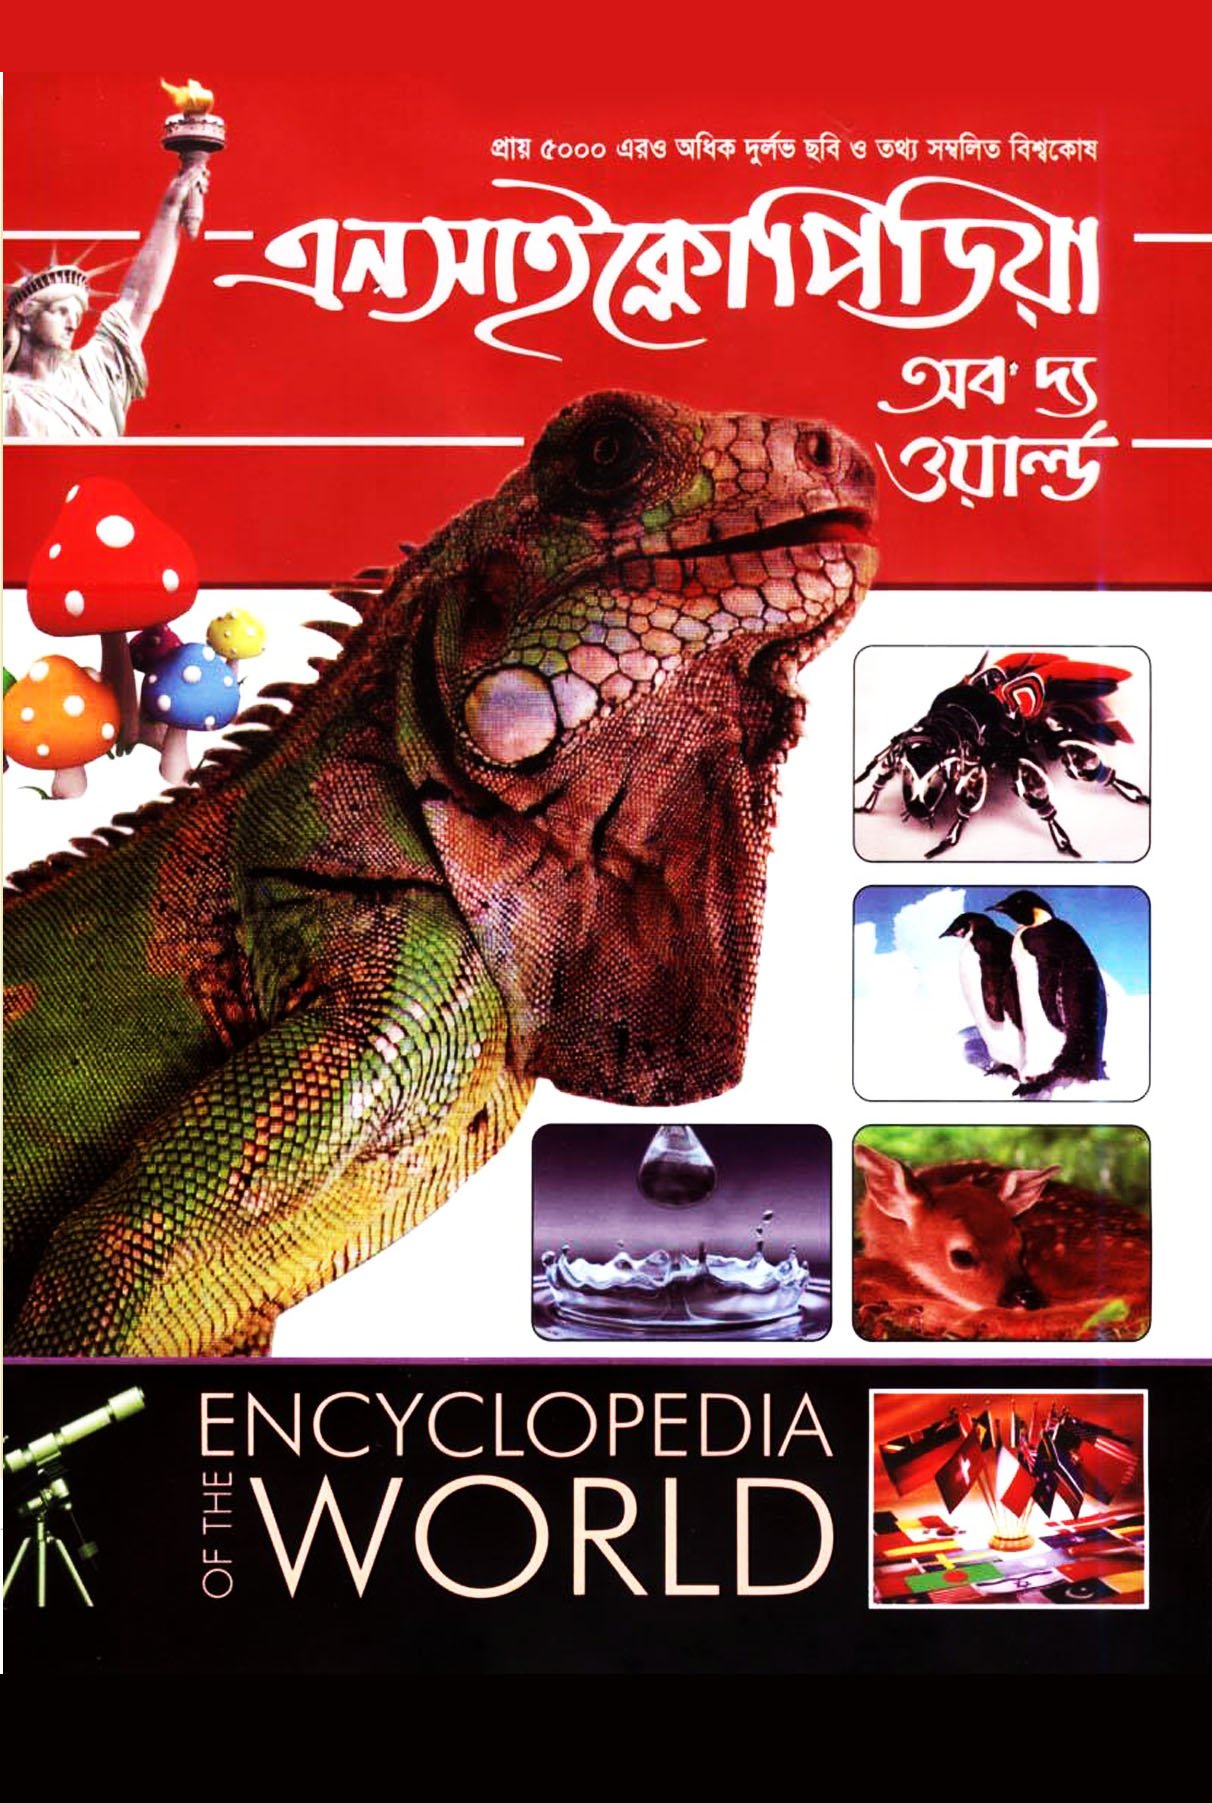 প্রায় ৫০০০ এরও অধিক দুর্লভ ছবি ও তথ্য সম্বলিত বিশ্বকোষ
এনসাইক্লোপিডিয়া
অব দ্য
ওয়ার্ল্ড
ENCYCLOPEDIA
OF THE WORLD